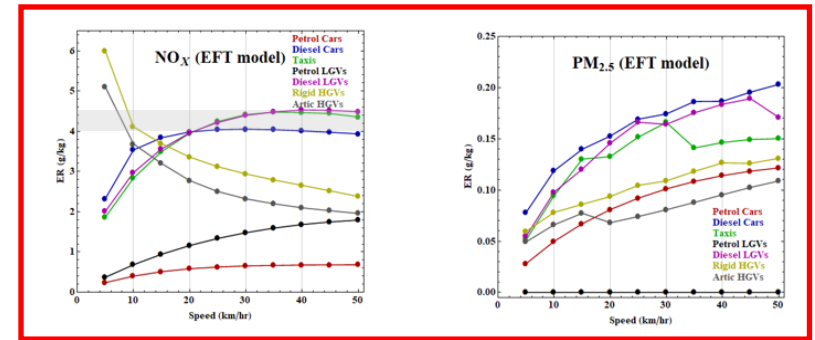 NOX (EFT model)
Petrol Cars
Diesel Cars
Taxis
Petrol LGVs
Diesel LGVs
Rigid HGVs
Artic HGVs
ER (g/kg)
6
5
4
3
2
1
0
0 10 20 30 40 50
Speed (km/hr)
PM2.5 (EFT model)
ER (g/kg)
0.25
0.20
0.15
0.10
0.05
0.00
Petrol Cars
Diesel Cars
Taxis
Petrol LGVs
Diesel LGVs
Rigid HGVs
Artic HGVs
0 10 20 30 40 50
Speed (km/hr)